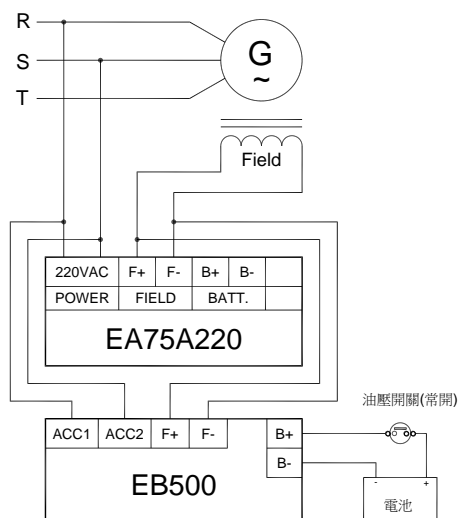 R
S
T
G
~
Field
220VAC F+ F- B+ B-
POWER FIELD BATT.
EA75A220
油壓開關(常開)
ACC1 ACC2 F+ F- B+
B-
EB500
- +
電池